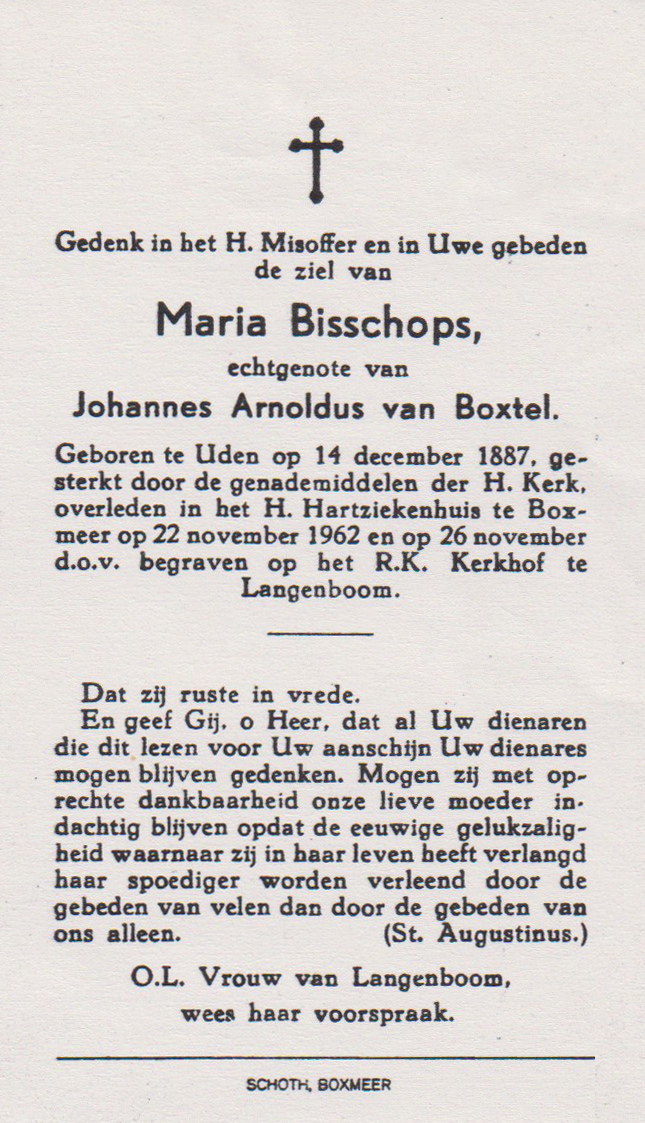 Gedenk in het H. Misoffer en in Uwe gebeden
de ziel van
Maria Bisschops,
echtgenote van
Johannes Arnoldus van Boxtel.
Geboren te Uden op 14 december 1887, ge-
sterkt door de genademiddelen der H. Kerk,
overleden in het H. Hartziekenhuis te Box-
meer op 22 november 1962 en op 26 november
d.o.v. begraven op het R.K. Kerkhof te
Langenboom.
Dat zij ruste in vrede.
En geef Gij, o Heer, dat al Uw dienaren
die dit lezen voor Uw aanschijn Uw dienares
mogen blijven gedenken. Mogen zij met op-
rechte dankbaarheid onze lieve moeder in-
dachtig blijven opdat de eeuwige gelukzalig-
heid waarnaar zij in haar leven heeft verlangd
haar spoediger worden verleend door de
gebeden van velen dan door de gebeden van
ons alleen. (St. Augustinus.)
O.L. Vrouw van Langenboom,
wees haar voorspraak.
SCHOTH, BOXMEER